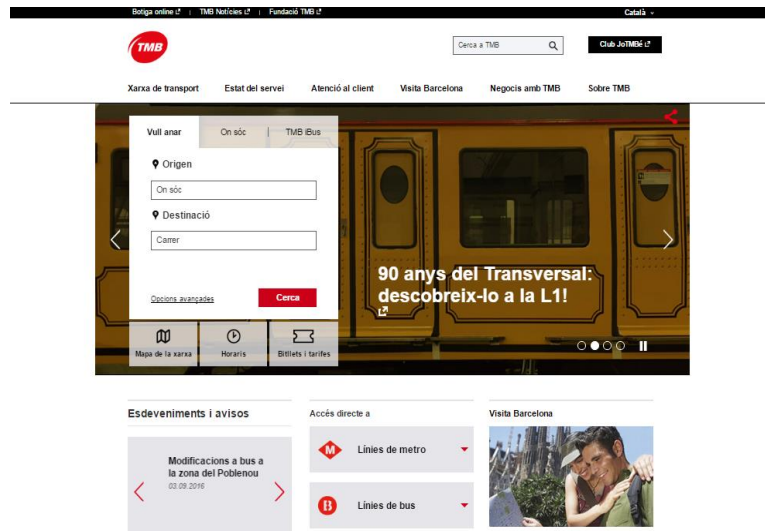 Botiga online | TMB Notícies | Fundació TMB
Català
TMB
Cerca a TMB
Club JoTMBé
Xarxa de transport Estat del servei Atenció al client Visita Barcelona Negocis amb TMB Sobre TMB
Vull anar On sóc | TMB iBus
Origen
On sóc
Destinació
Carrer
Opcions avançades Cerca
90 anys del Transversal:
descobreix-lo a la L1!
Mapa de la xarxa Horaris Bitllets i tarifes
Esdeveniments i avisos
Modificacions a bus a
la zona del Poblenou
03.09.2016
Accés directe a
M Línies de metro
B Línies de bus
Visita Barcelona